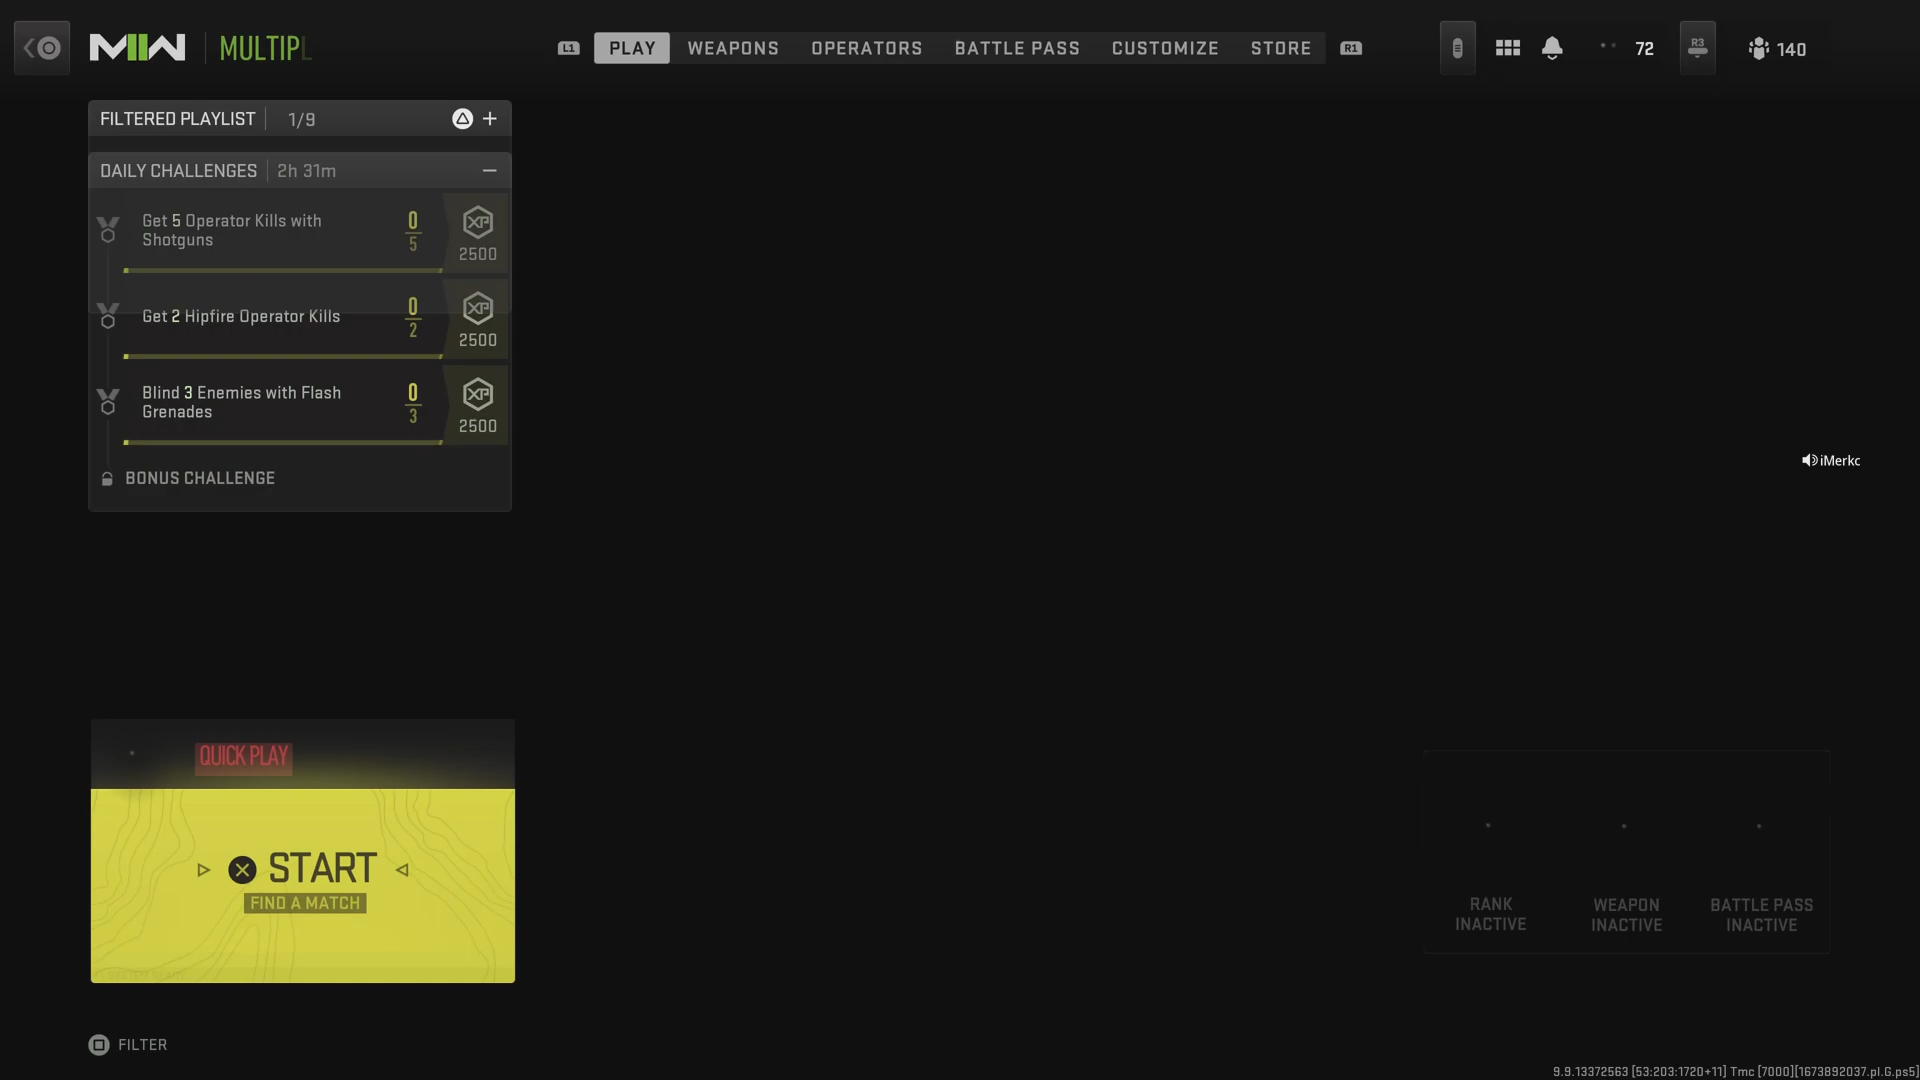 MWII MULTIPL
L1 PLAY WEAPONS OPERATORS BATTLE PASS CUSTOMIZE STORE R1
72 R3 140
FILTERED PLAYLIST 1/9
DAILY CHALLENGES 2h 31m
Get 5 Operator Kills with
Shotguns
0
5
XP
2500
Get 2 Hipfire Operator Kills
0
2
XP
2500
Blind 3 Enemies with Flash
Grenades
0
3
XP
2500
BONUS CHALLENGE
iMerkc
QUICK PLAY
START
FIND A MATCH
RANK
INACTIVE
WEAPON
INACTIVE
BATTLE PASS
INACTIVE
FILTER
9.9.13372563 [53:203:1720+11] Tmc [7000][1673892037.pl.G.ps5]